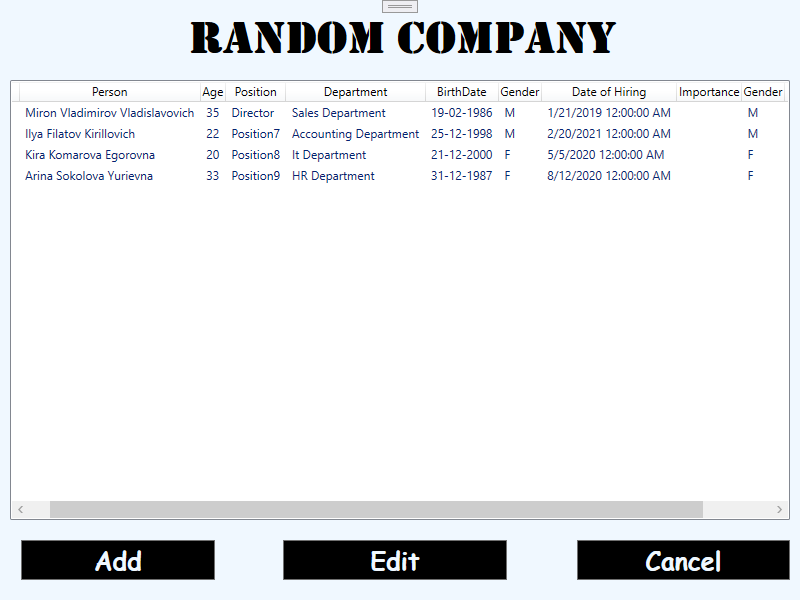 RANDOM COMPANY
Person Age Position Department BirthDate Gender Date of Hiring Importance Gender
Miron Vladimirov Vladislavovich 35 Director Sales Department 19-02-1986 M 1/21/2019 12:00:00 AM M
Ilya Filatov Kirillovich 22 Position7 Accounting Department 25-12-1998 M 2/20/2021 12:00:00 AM M
Kira Komarova Egorovna 20 Position8 It Department 21-12-2000 F 5/5/2020 12:00:00 AM F
Arina Sokolova Yurievna 33 Position9 HR Department 31-12-1987 F 8/12/2020 12:00:00 AM F
Add Edit Cancel